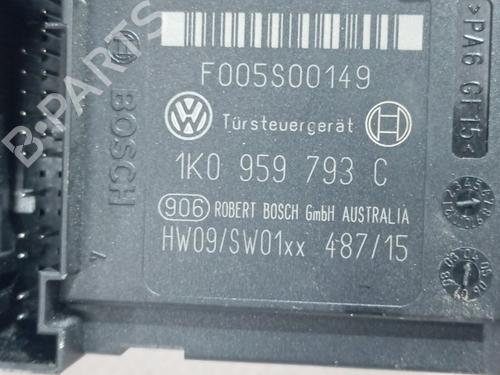 F005S00149
Türsteuergerät
1K0 959 793 C
906 ROBERT BOSCH GmbH AUSTRALIA
HW09/SW01xx 487/15
BOSCH
>PA6 GF15<
B-PARTS